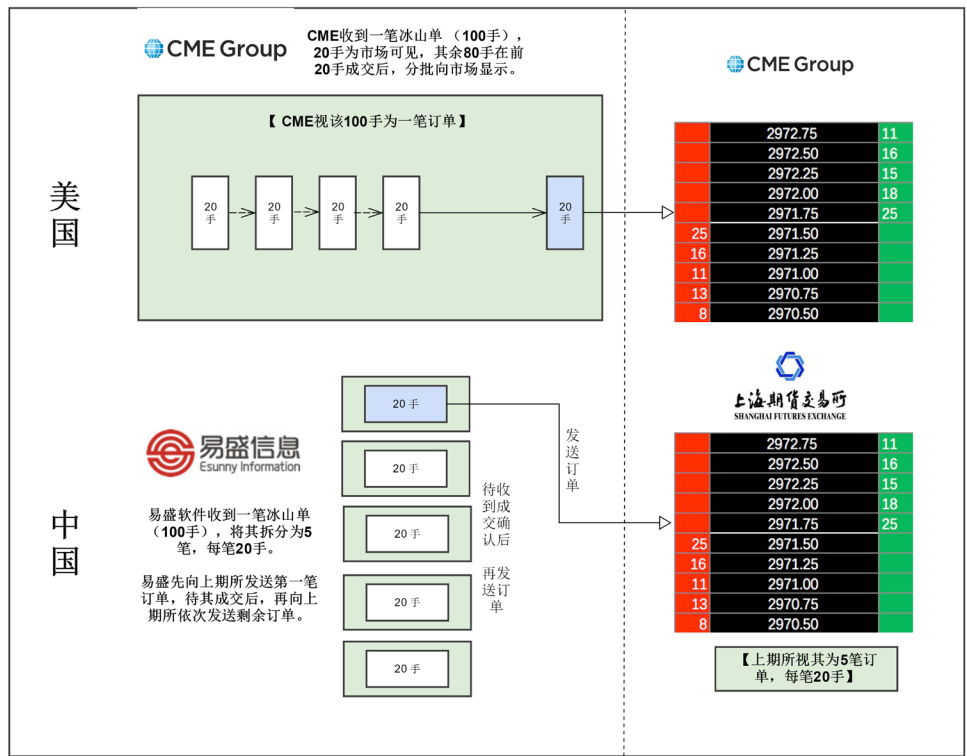 CME Group
CME收到一笔冰山单 (100手),
20手为市场可见,其余80手在前
20手成交后,分批向市场显示。
CME Group
美国
【 CME视该100手为一笔订单】
20
手
20
手
20
手
20
手
20
手
2972.75 11
2972.50 16
2972.25 15
2972.00 18
2971.75 25
25 2971.50
16 2971.25
11 2971.00
13 2970.75
8 2970.50
中国
易盛信息
Esunny Information
易盛软件收到一笔冰山单
(100手),将其拆分为5
笔,每笔20手。
易盛先向上期所发送第一笔
订单,待其成交后,再向上
期所依次发送剩余订单。
20 手
20 手
20 手
20 手
20 手
待收到成交确认后
再发送订单
发送订单
上海期货交易所
SHANGHAI FUTURES EXCHANGE
2972.75 11
2972.50 16
2972.25 15
2972.00 18
2971.75 25
25 2971.50
16 2971.25
11 2971.00
13 2970.75
8 2970.50
【上期所视其为5笔订
单,每笔20手】